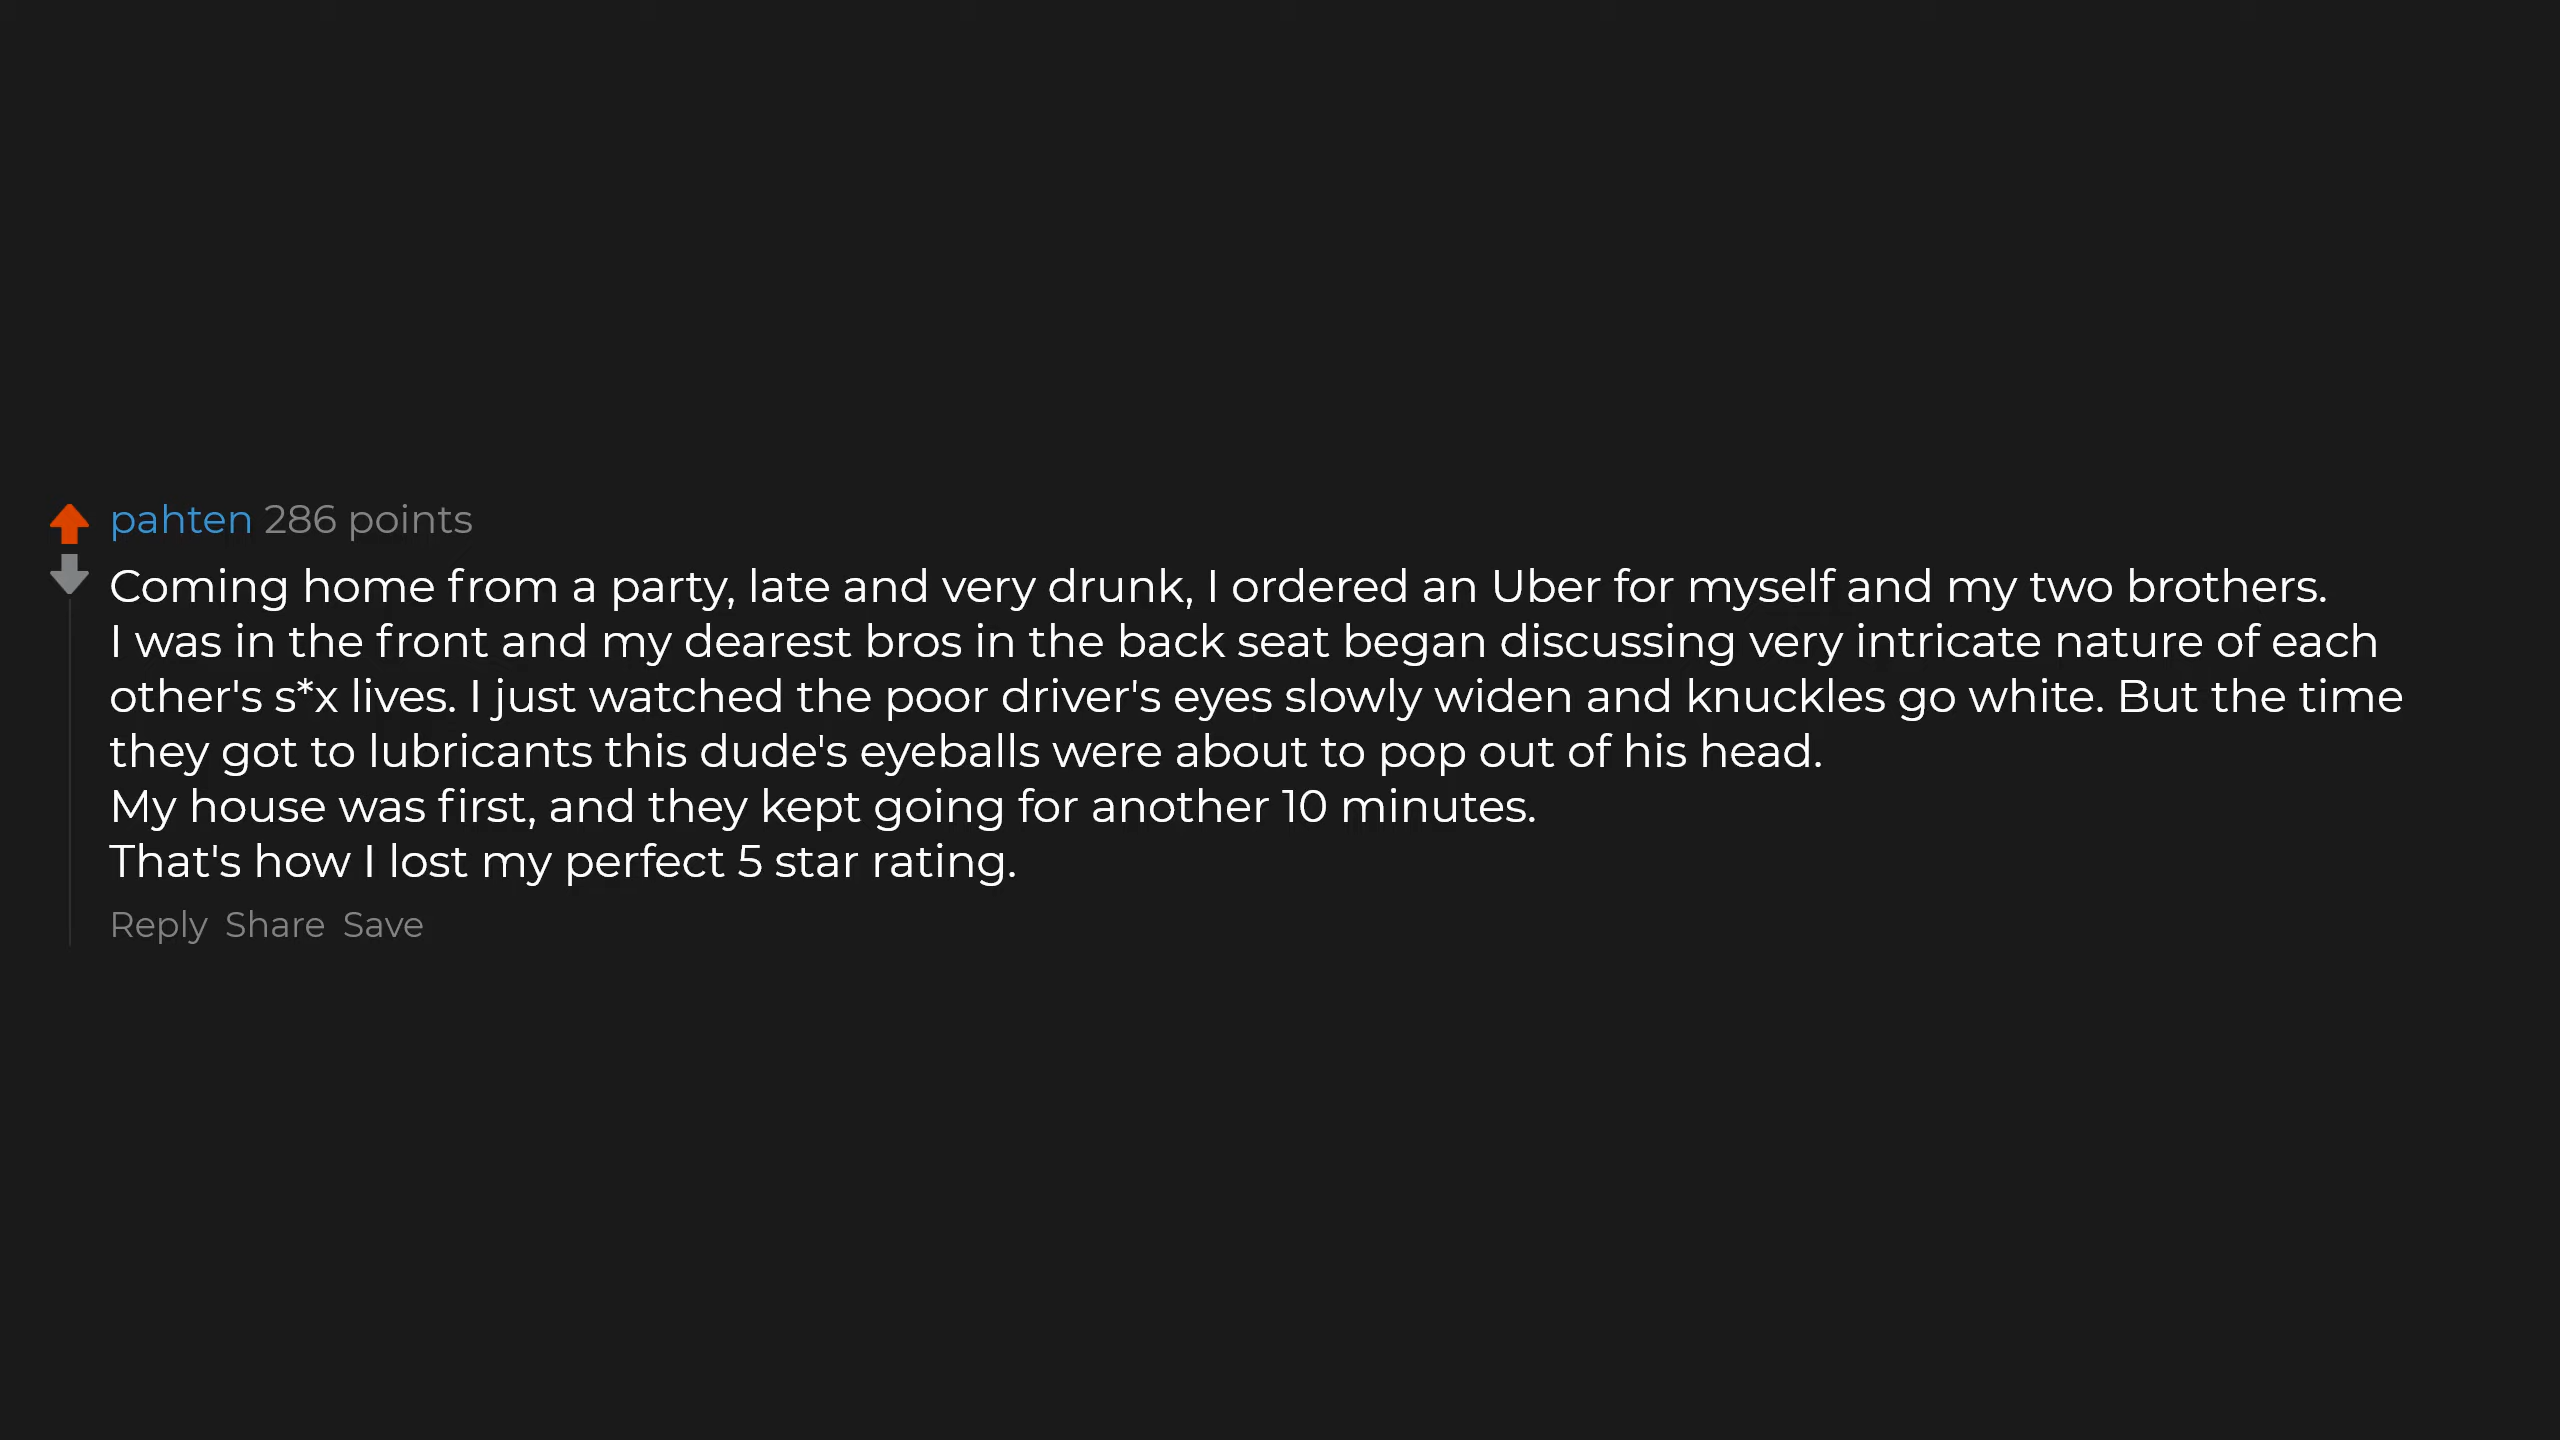 pahten 286 points
Coming home from a party, late and very drunk, I ordered an Uber for myself and my two brothers.
I was in the front and my dearest bros in the back seat began discussing very intricate nature of each
other's s*x lives. I just watched the poor driver's eyes slowly widen and knuckles go white. But the time
they got to lubricants this dude's eyeballs were about to pop out of his head.
My house was first, and they kept going for another 10 minutes.
That's how I lost my perfect 5 star rating.
Reply Share Save